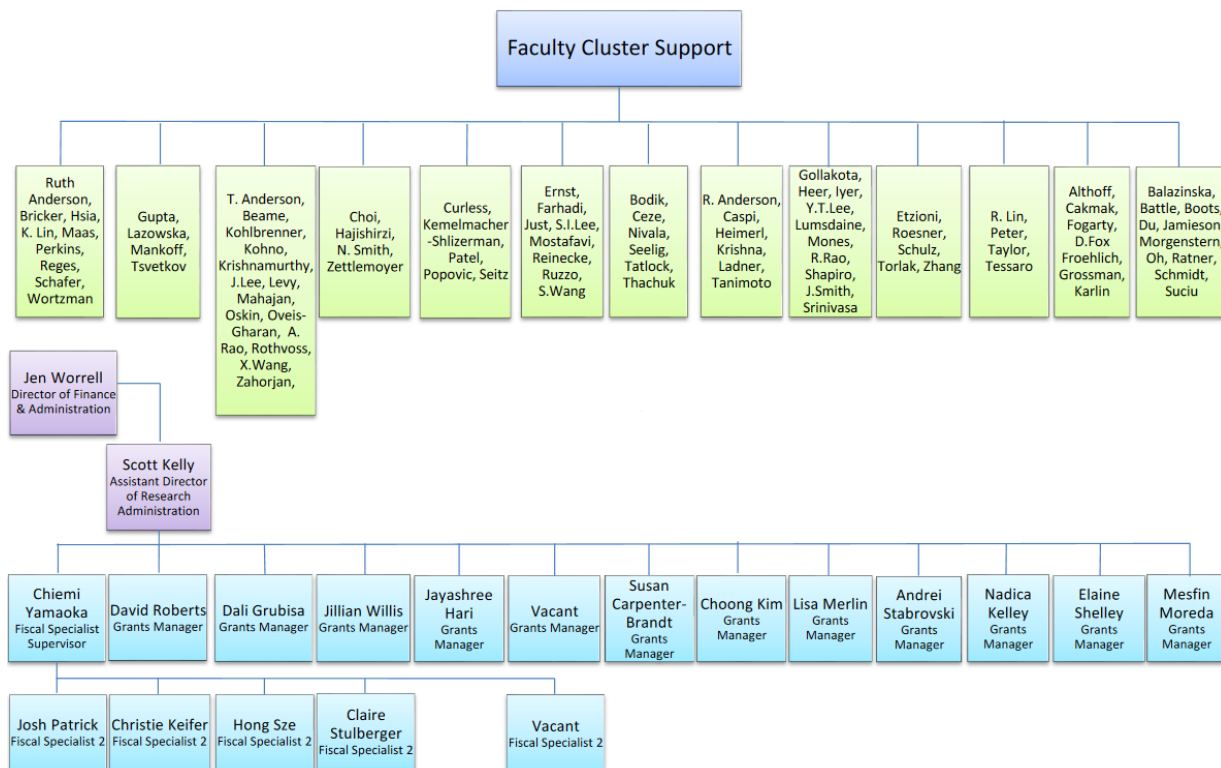 Faculty Cluster Support
Ruth
Anderson,
Bricker, Hsia,
K. Lin, Maas,
Perkins,
Reges,
Schafer,
Wortzman
Gupta,
Lazowska,
Mankoff,
Tsvetkov
T. Anderson,
Beame,
Kohlbrenner,
Kohno,
Krishnamurthy,
J.Lee, Levy,
Mahajan,
Oskin, Oveis-
Gharan, A.
Rao, Rothvoss,
X.Wang,
Zahorjan,
Choi,
Hajishirzi,
N. Smith,
Zettlemoyer
Curless,
Kemelmacher
-Shlizerman,
Patel,
Popovic, Seitz
Ernst,
Farhadi,
Just, S.I.Lee,
Mostafavi,
Reinecke,
Ruzzo,
S.Wang
Bodik,
Ceze,
Nivala,
Seelig,
Tatlock,
Thachuk
R. Anderson,
Caspi,
Heimerl,
Krishna,
Ladner,
Tanimoto
Gollakota,
Heer, Iyer,
Y.T.Lee,
Lumsdaine,
Mones,
R.Rao,
Shapiro,
J.Smith,
Srinivasa
Etzioni,
Roesner,
Schulz,
Torlak, Zhang
R. Lin,
Peter,
Taylor,
Tessaro
Althoff,
Cakmak,
Fogarty,
D.Fox
Froehlich,
Grossman,
Karlin
Balazinska,
Battle, Boots,
Du, Jamieson,
Morgenstern,
Oh, Ratner,
Schmidt,
Suciu
Jen Worrell
Director of Finance
& Administration
Scott Kelly
Assistant Director
of Research
Administration
Chiemi
Yamaoka
Fiscal Specialist
Supervisor
David Roberts
Grants Manager
Dali Grubisa
Grants Manager
Jillian Willis
Grants Manager
Jayashree
Hari
Grants
Manager
Vacant
Grants Manager
Susan
Carpenter-
Brandt
Grants
Manager
Choong Kim
Grants
Manager
Lisa Merlin
Grants
Manager
Andrei
Stabrovski
Grants
Manager
Nadica
Kelley
Grants
Manager
Elaine
Shelley
Grants
Manager
Mesfin
Moreda
Grants
Manager
Josh Patrick
Fiscal Specialist 2
Christie Keifer
Fiscal Specialist 2
Hong Sze
Fiscal Specialist 2
Claire
Stulberger
Fiscal Specialist 2
Vacant
Fiscal Specialist 2